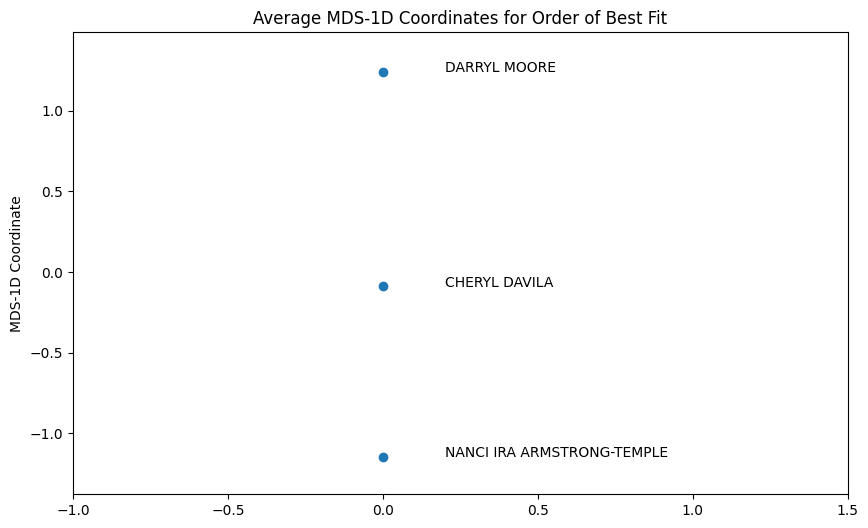 Average MDS-1D Coordinates for Order of Best Fit
MDS-1D Coordinate
1.0
0.5
0.0
−0.5
−1.0
DARRYL MOORE
CHERYL DAVILA
NANCI IRA ARMSTRONG-TEMPLE
−1.0 −0.5 0.0 0.5 1.0 1.5